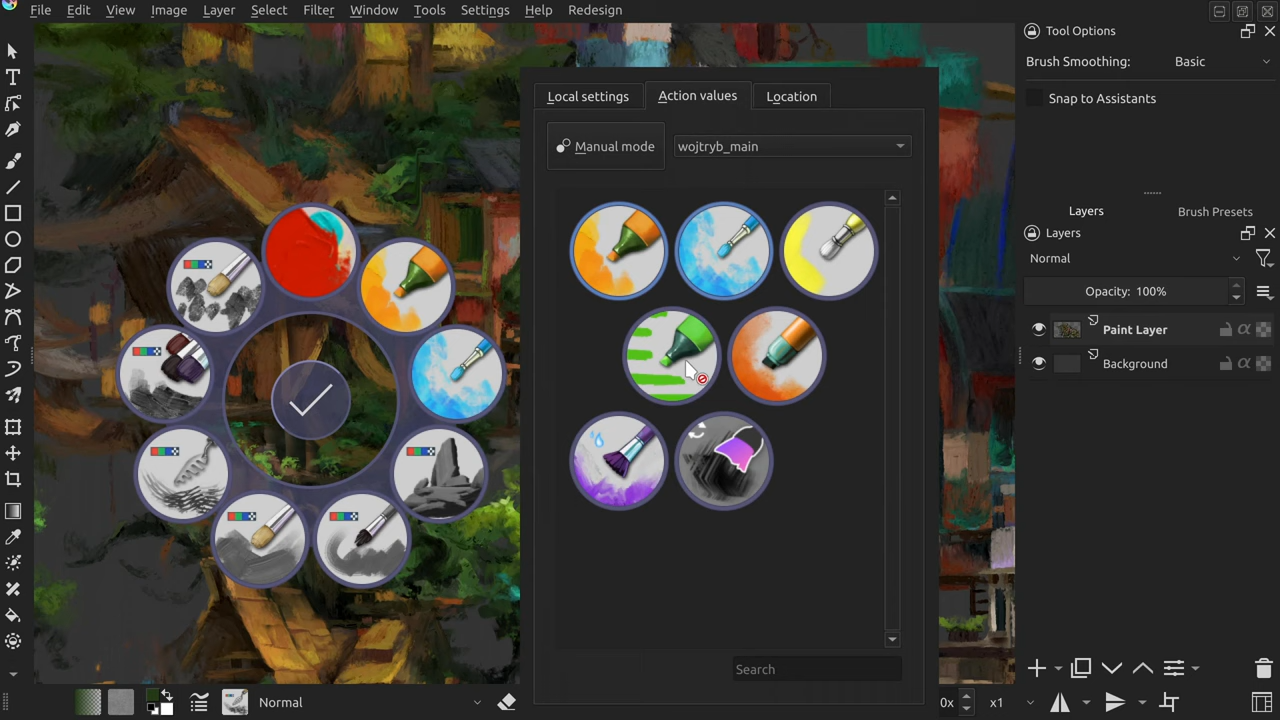 File Edit View Image Layer Select Filter Window Tools Settings Help Redesign
Tool Options
Brush Smoothing: Basic
Snap to Assistants
Local settings Action values Location
Manual mode wojtryb_main
Layers Brush Presets
Layers
Normal
Opacity: 100%
Paint Layer
Background
Search
Normal
0x x1